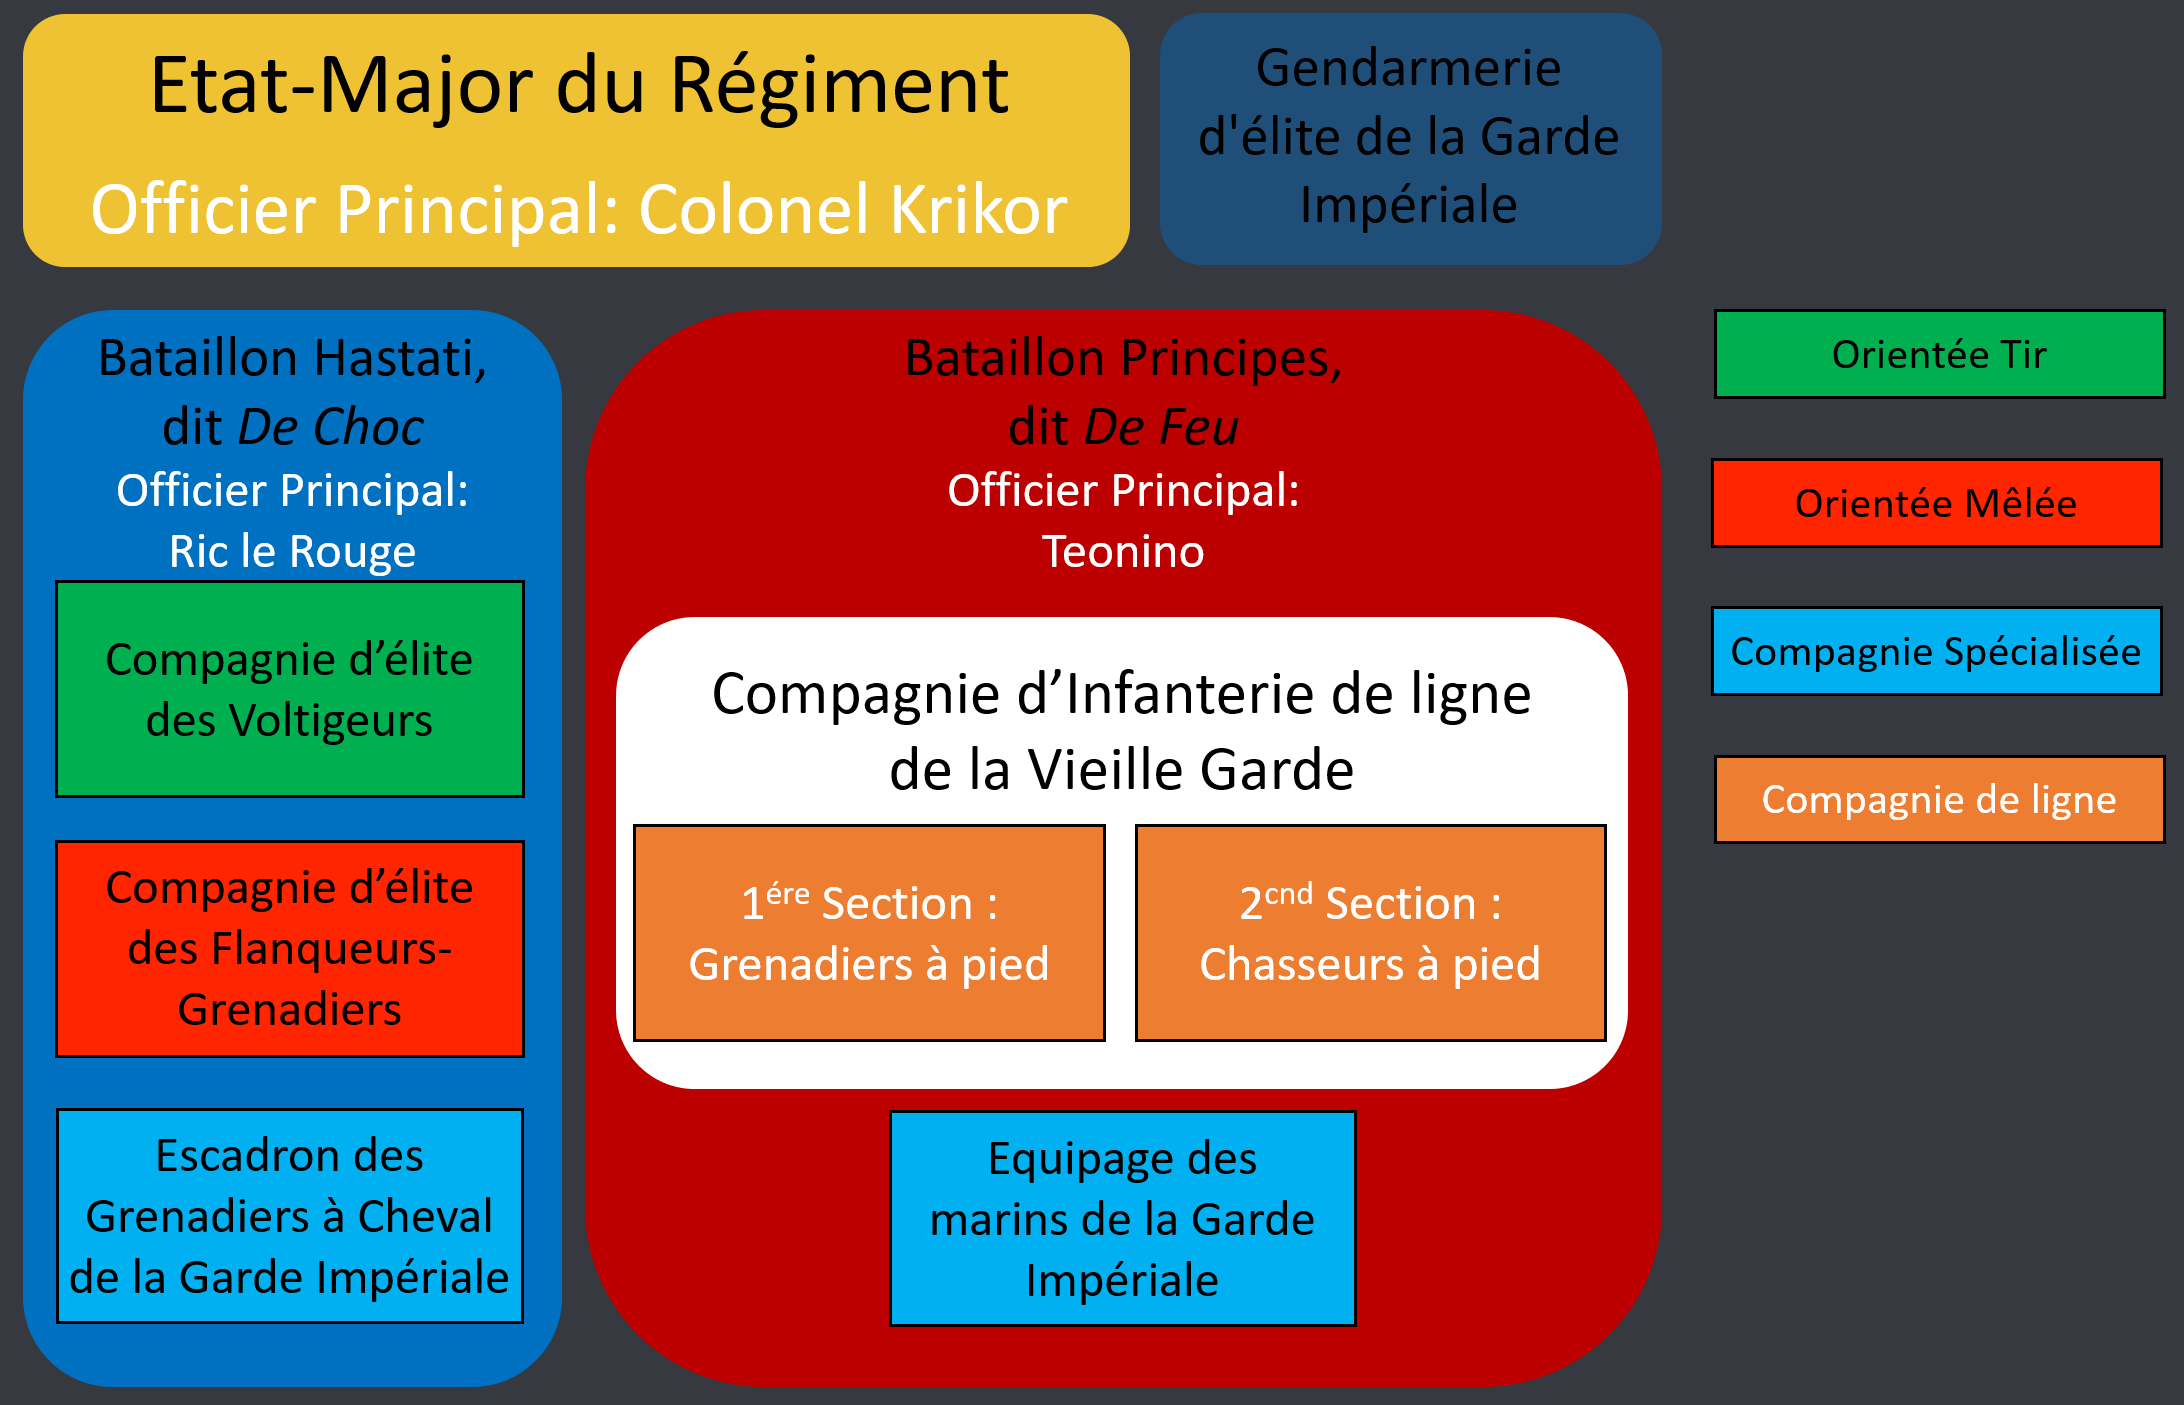 Etat-Major du Régiment
Officier Principal: Colonel Krikor
Gendarmerie
d'élite de la Garde
Impériale
Bataillon Hastati,
dit De Choc
Officier Principal:
Ric le Rouge
Compagnie d’élite
des Voltigeurs
Compagnie d’élite
des Flanqueurs-
Grenadiers
Escadron des
Grenadiers à Cheval
de la Garde Impériale
Bataillon Principes,
dit De Feu
Officier Principal:
Teonino
Compagnie d’Infanterie de ligne
de la Vieille Garde
1ére Section :
Grenadiers à pied
2cnd Section :
Chasseurs à pied
Equipage des
marins de la Garde
Impériale
Orientée Tir
Orientée Mêlée
Compagnie Spécialisée
Compagnie de ligne